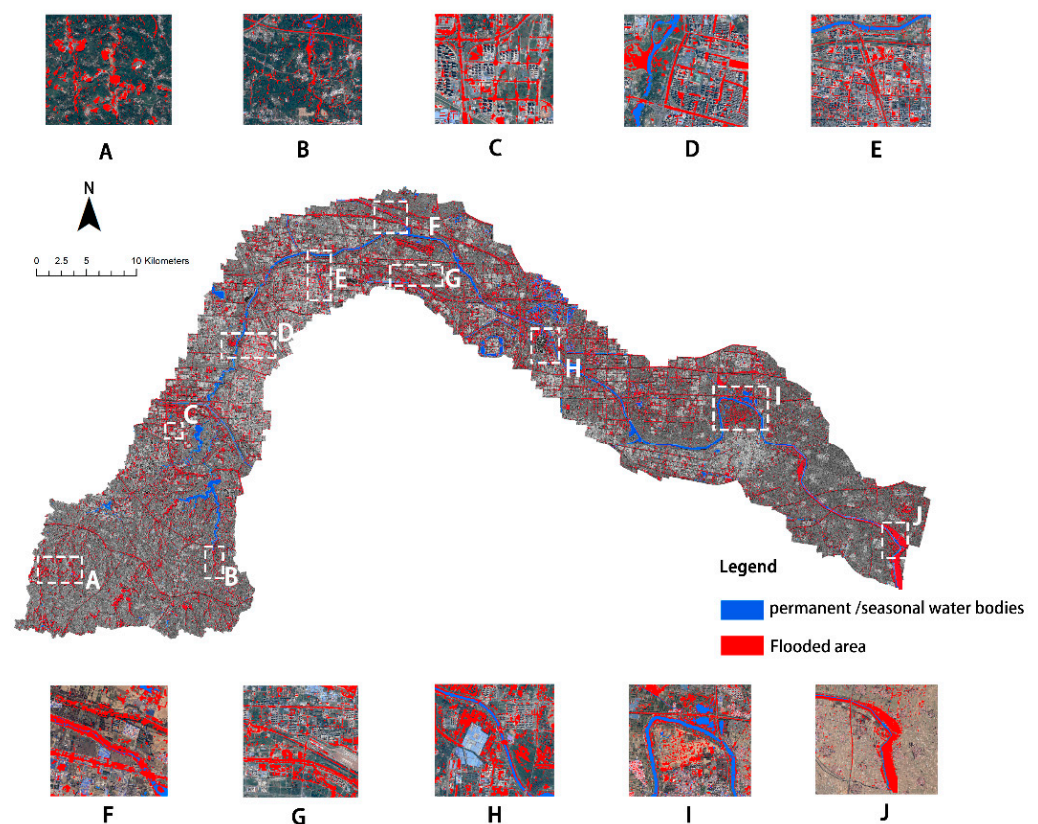 A B C D E
N
0 2.5 5 10 Kilometers
F
E
G
D
H
I
C
J
A
B
Legend
permanent /seasonal water bodies
Flooded area
F G H I J